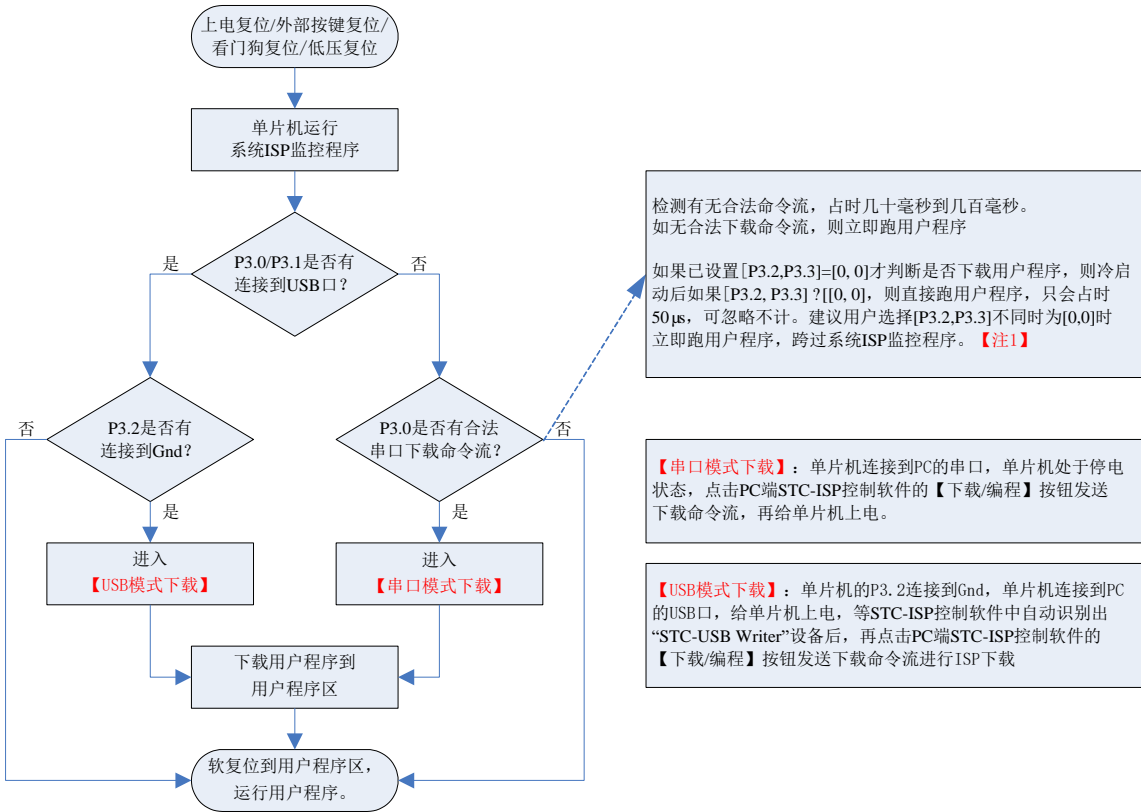 上电复位/外部按键复位/
看门狗复位/低压复位
单片机运行
系统ISP监控程序
P3.0/P3.1是否有
连接到USB口？
是
否
P3.2是否有
连接到Gnd？
否
是
P3.0是否有合法
串口下载命令流？
否
是
进入
【USB模式下载】
进入
【串口模式下载】
下载用户程序到
用户程序区
软复位到用户程序区，
运行用户程序。
检测有无合法命令流，占时几十毫秒到几百毫秒。
如无合法下载命令流，则立即跑用户程序
如果已设置[P3.2,P3.3]=[0, 0]才判断是否下载用户程序，则冷启
动后如果[P3.2, P3.3] ?[[0, 0]，则直接跑用户程序，只会占时
50μs，可忽略不计。建议用户选择[P3.2,P3.3]不同时为[0,0]时
立即跑用户程序，跨过系统ISP监控程序。【注1】
【串口模式下载】：单片机连接到PC的串口，单片机处于停电
状态，点击PC端STC-ISP控制软件的【下载/编程】按钮发送
下载命令流，再给单片机上电。
【USB模式下载】：单片机的P3.2连接到Gnd，单片机连接到PC
的USB口，给单片机上电，等STC-ISP控制软件中自动识别出
“STC-USB Writer”设备后，再点击PC端STC-ISP控制软件的
【下载/编程】按钮发送下载命令流进行ISP下载